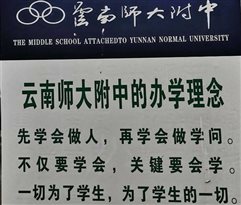 雲南师大附中
THE MIDDLE SCHOOL ATTACHEDTO YUNNAN NORMAL UNIVERSITY
云南师大附中的办学理念
先学会做人，再学会做学问。
不仅要学会，关键要会学。
一切为了学生，为了学生的一切。